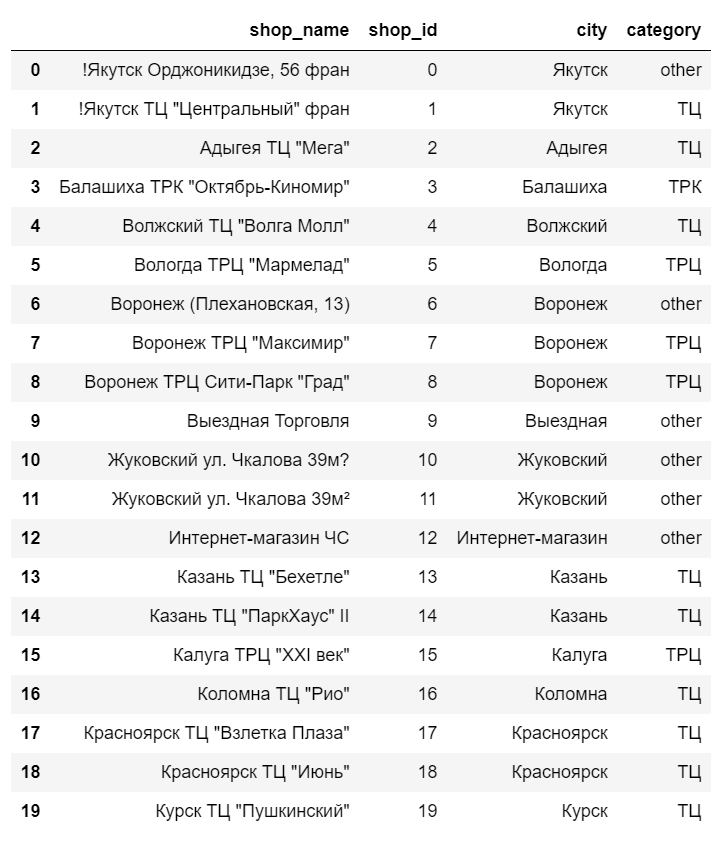 shop_name shop_id city category
0 !Якутск Орджоникидзе, 56 фран 0 Якутск other
1 !Якутск ТЦ "Центральный" фран 1 Якутск ТЦ
2 Адыгея ТЦ "Мега" 2 Адыгея ТЦ
3 Балашиха ТРК "Октябрь-Киномир" 3 Балашиха ТРК
4 Волжский ТЦ "Волга Молл" 4 Волжский ТЦ
5 Вологда ТРЦ "Мармелад" 5 Вологда ТРЦ
6 Воронеж (Плехановская, 13) 6 Воронеж other
7 Воронеж ТРЦ "Максимир" 7 Воронеж ТРЦ
8 Воронеж ТРЦ Сити-Парк "Град" 8 Воронеж ТРЦ
9 Выездная Торговля 9 Выездная other
10 Жуковский ул. Чкалова 39м? 10 Жуковский other
11 Жуковский ул. Чкалова 39м² 11 Жуковский other
12 Интернет-магазин ЧС 12 Интернет-магазин other
13 Казань ТЦ "Бехетле" 13 Казань ТЦ
14 Казань ТЦ "ПаркХаус" II 14 Казань ТЦ
15 Калуга ТРЦ "XXI век" 15 Калуга ТРЦ
16 Коломна ТЦ "Рио" 16 Коломна ТЦ
17 Красноярск ТЦ "Взлетка Плаза" 17 Красноярск ТЦ
18 Красноярск ТЦ "Июнь" 18 Красноярск ТЦ
19 Курск ТЦ "Пушкинский" 19 Курск ТЦ